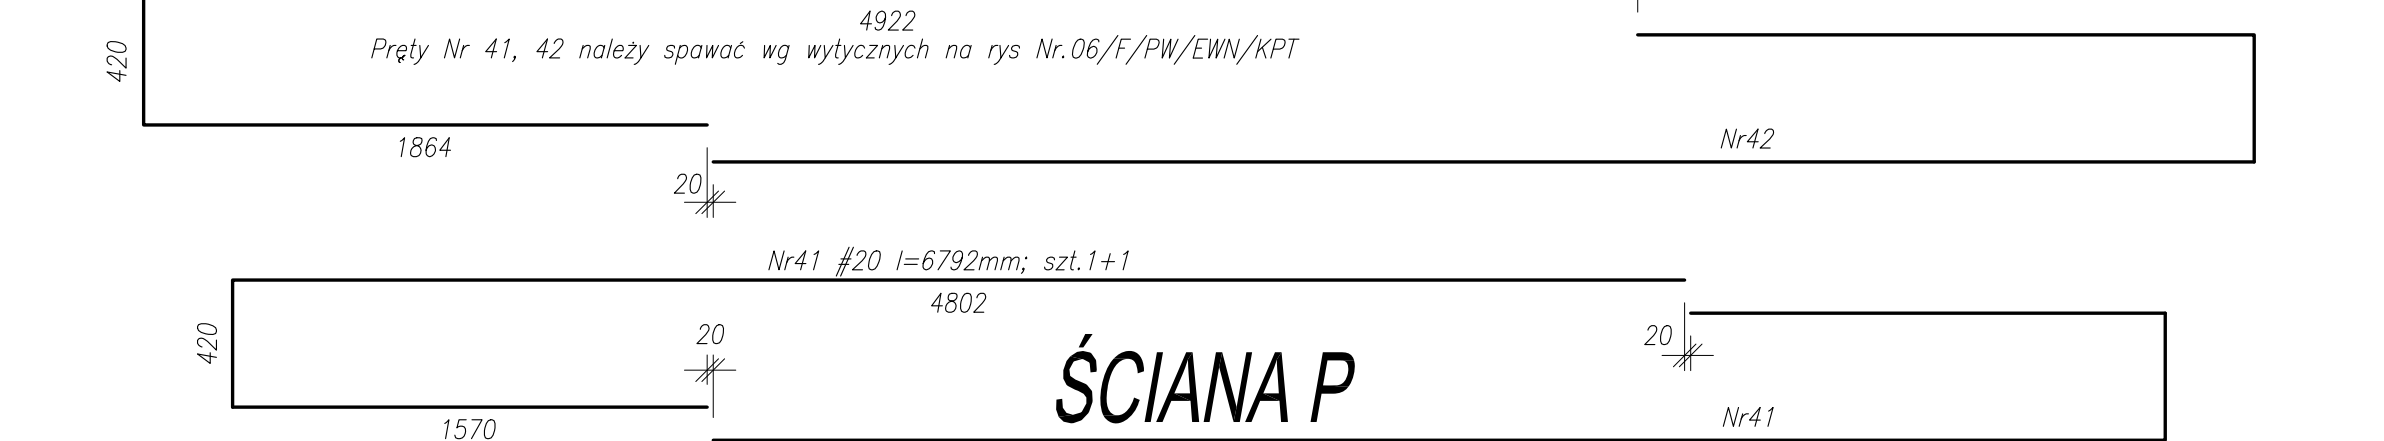 4922
420
Pręty Nr 41, 42 należy spawać wg wytycznych na rys Nr.06/F/PW/EWN/KPT
1864
Nr42
20
Nr41 #20 l=6792mm; szt.1+1
4802
420
20
20
ŚCIANA P
1570
Nr41